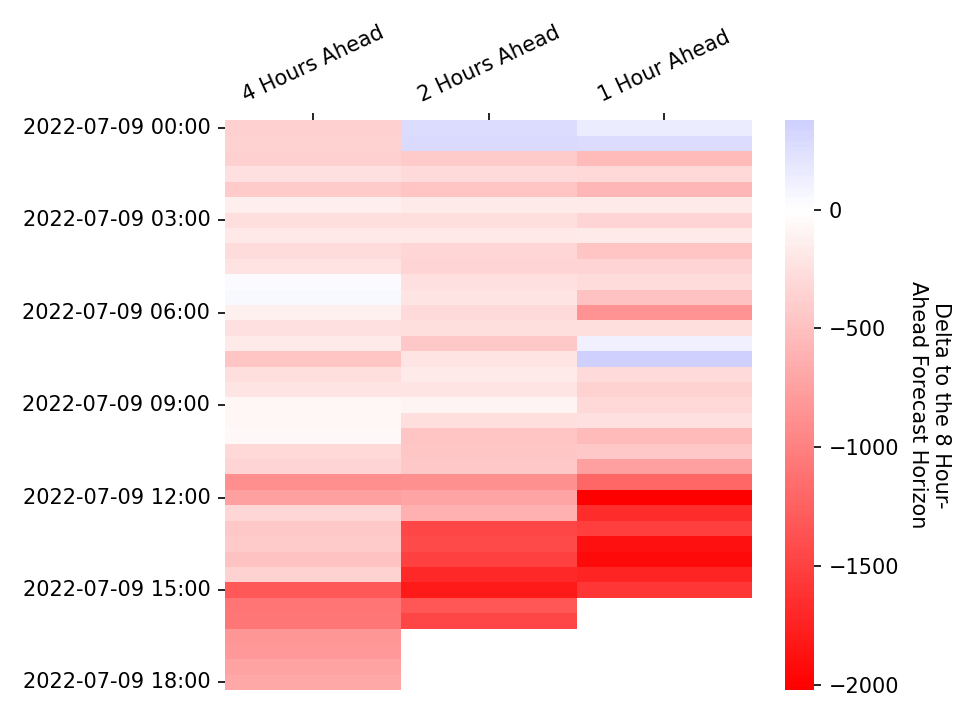 4 Hours Ahead
2 Hours Ahead
1 Hour Ahead
2022-07-09 00:00
2022-07-09 03:00
2022-07-09 06:00
2022-07-09 09:00
2022-07-09 12:00
2022-07-09 15:00
2022-07-09 18:00
0
−500
−1000
−1500
−2000
Delta to the 8 Hour-
Ahead Forecast Horizon